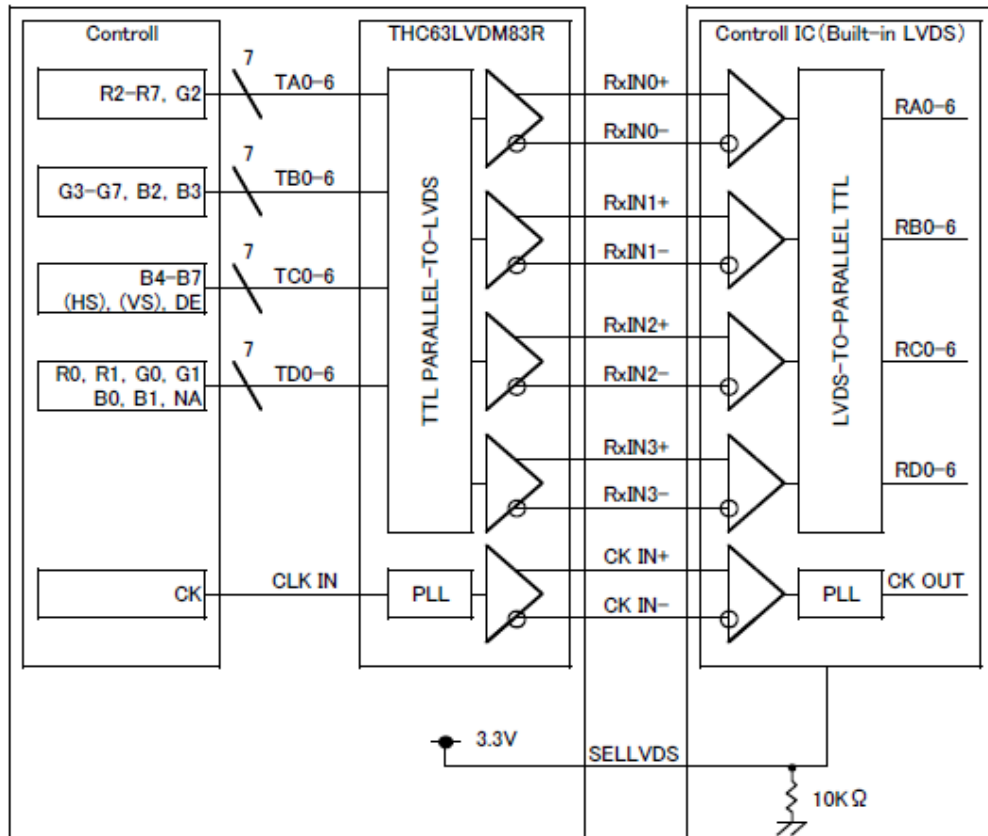 Controll
THC63LVDM83R
Controll IC(Built-in LVDS)
R2-R7, G2
7
TA0-6
G3-G7, B2, B3
7
TB0-6
B4-B7
(HS), (VS), DE
7
TC0-6
R0, R1, G0, G1
B0, B1, NA
7
TD0-6
CK
CLK IN
TTL PARALLEL-TO-LVDS
PLL
RxIN0+
RxIN0-
RxIN1+
RxIN1-
RxIN2+
RxIN2-
RxIN3+
RxIN3-
CK IN+
CK IN-
LVDS-TO-PARALLEL TTL
PLL
RA0-6
RB0-6
RC0-6
RD0-6
CK OUT
3.3V
SELLVDS
10KΩ